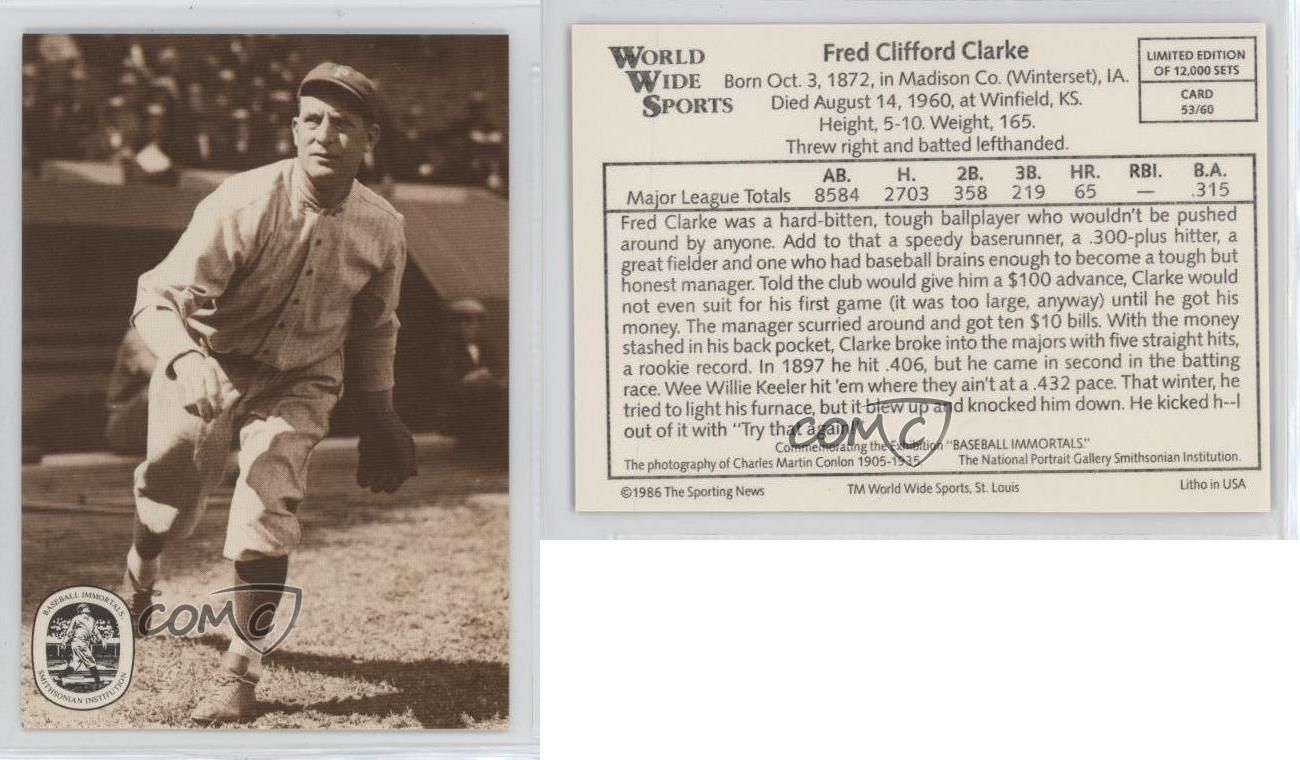 BASEBALL IMMORTALS
SMITHSONIAN INSTITUTION
COMC
WORLD
WIDE
SPORTS
Fred Clifford Clarke
Born Oct. 3, 1872, in Madison Co. (Winterset), IA.
Died August 14, 1960, at Winfield, KS.
Height, 5-10. Weight, 165.
Threw right and batted lefthanded.
LIMITED EDITION
OF 12,000 SETS
CARD
53/60
AB. H. 2B. 3B. HR. RBI. B.A.
Major League Totals 8584 2703 358 219 65 — .315
Fred Clarke was a hard-bitten, tough ballplayer who wouldn't be pushed
around by anyone. Add to that a speedy baserunner, a .300-plus hitter, a
great fielder and one who had baseball brains enough to become a tough but
honest manager. Told the club would give him a $100 advance, Clarke would
not even suit for his first game (it was too large, anyway) until he got his
money. The manager scurried around and got ten $10 bills. With the money
stashed in his back pocket, Clarke broke into the majors with five straight hits,
a rookie record. In 1897 he hit .406, but he came in second in the batting
race. Wee Willie Keeler hit 'em where they ain't at a .432 pace. That winter, he
tried to light his furnace, but it blew up and knocked him down. He kicked h--l
out of it with "Try that again!"
COMC
Commemorating the Exhibition "BASEBALL IMMORTALS."
The photography of Charles Martin Conlon 1905-1935. The National Portrait Gallery Smithsonian Institution.
©1986 The Sporting News TM World Wide Sports, St. Louis Litho in USA